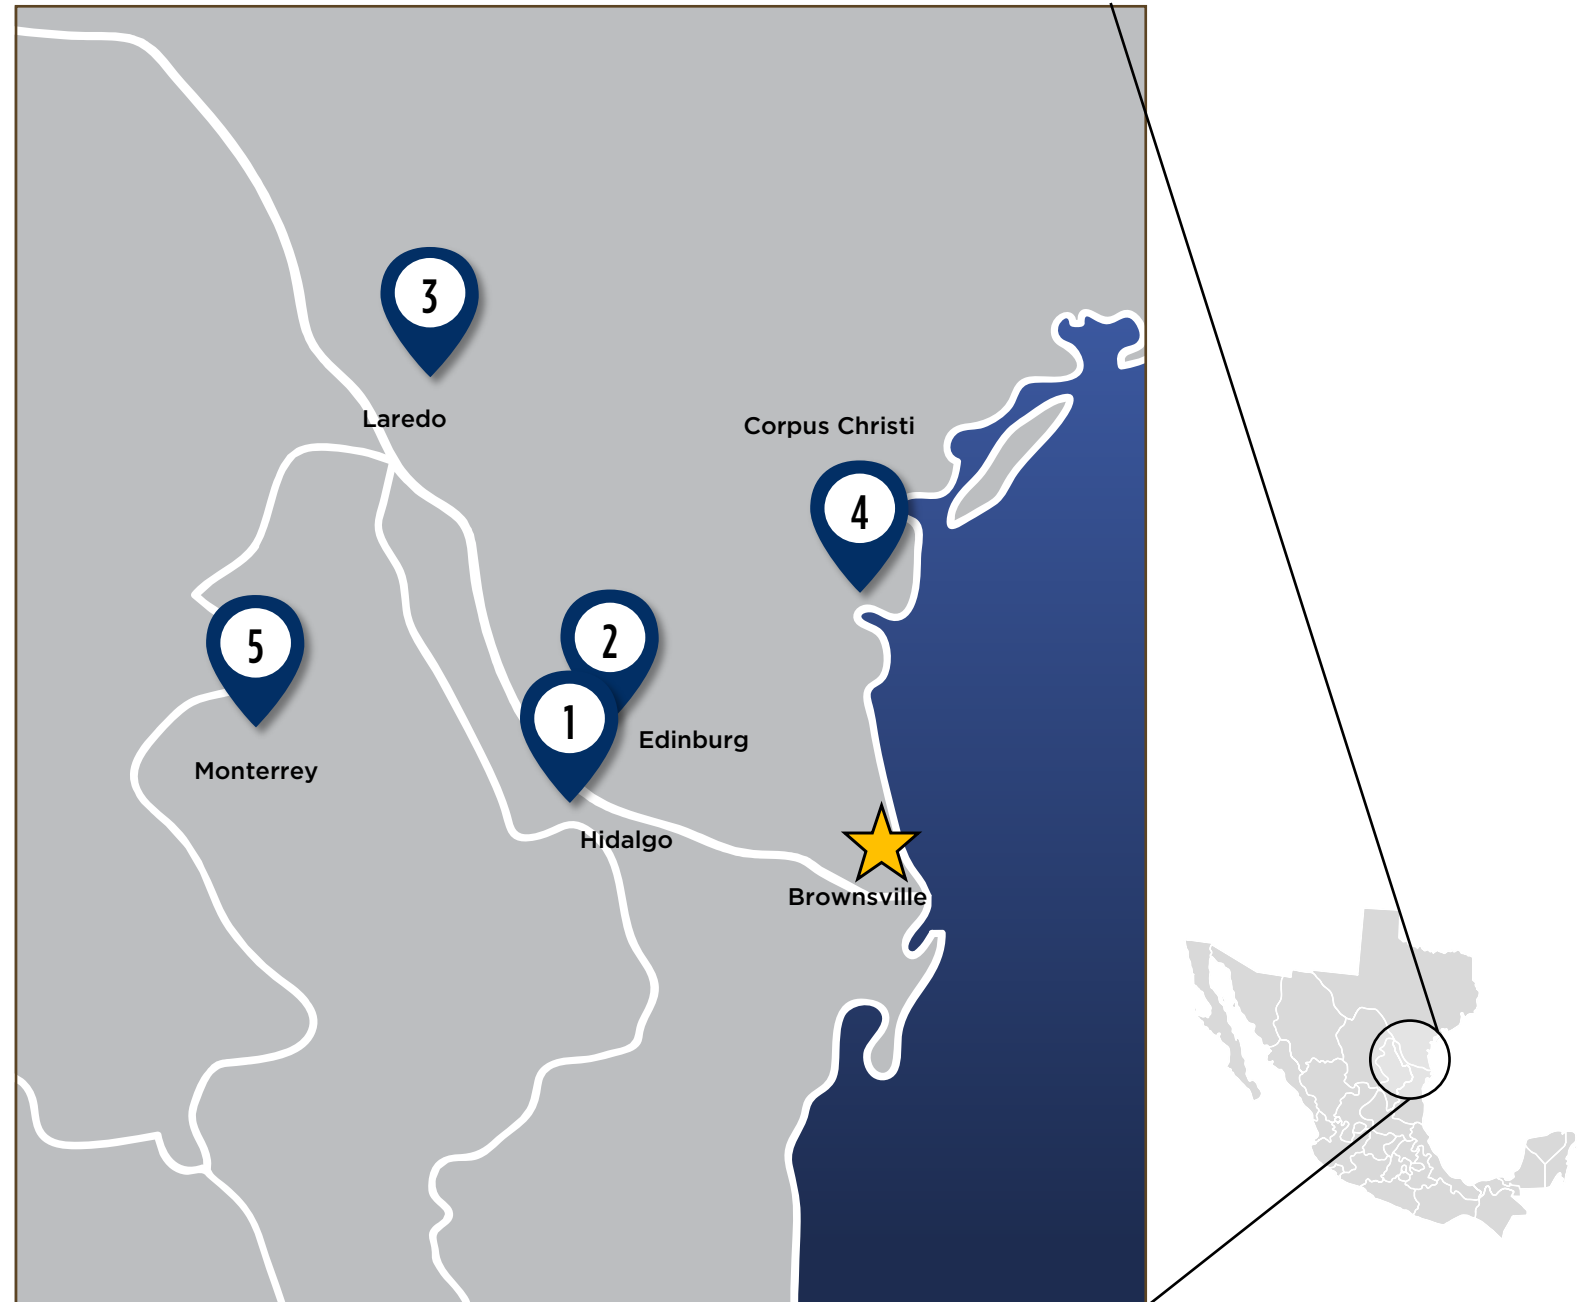 3
Laredo
Corpus Christi
4
2
5
1
Edinburg
Monterrey
Hidalgo
Brownsville